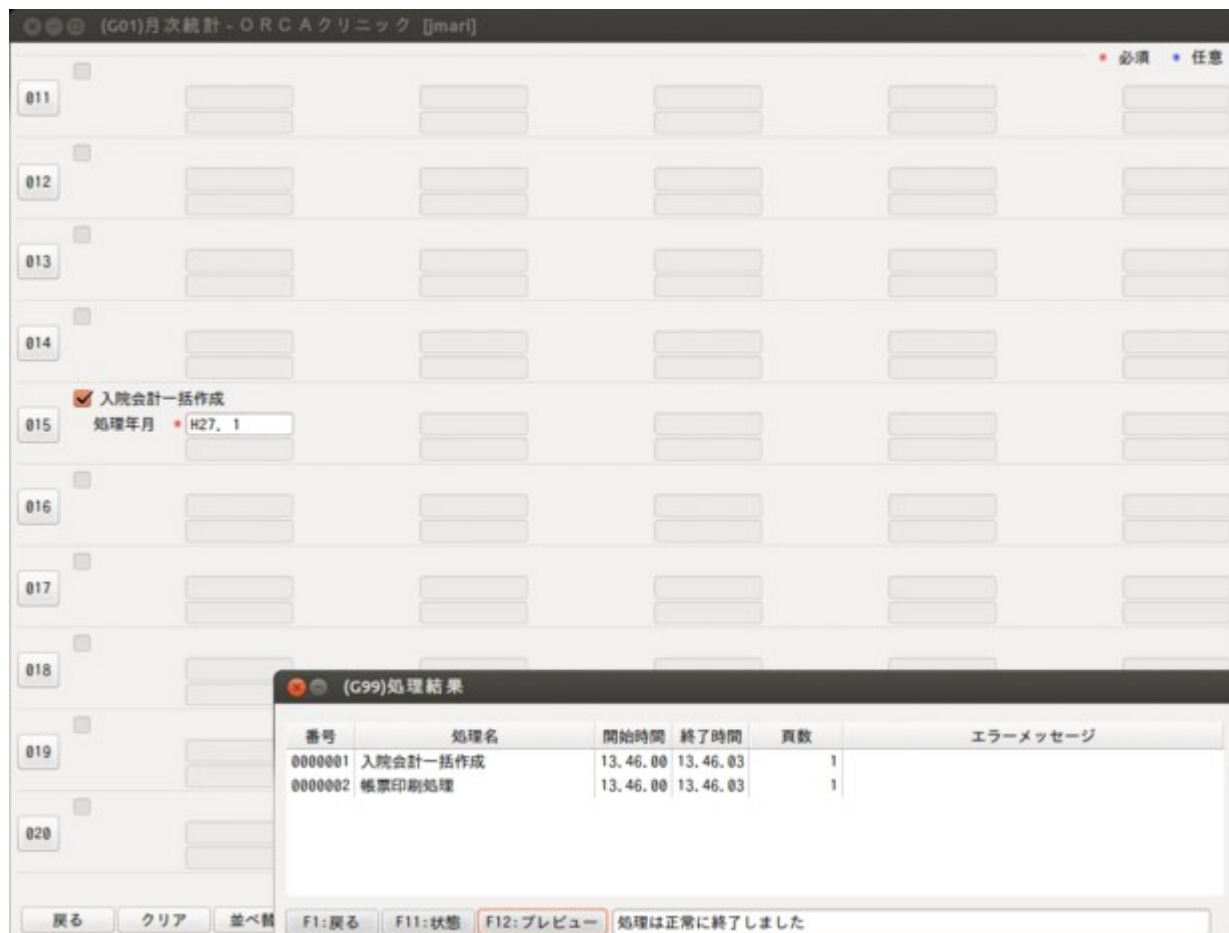 (G01)月次統計-ORCAクリニック [jmari]
• 必須 • 任意
011
012
013
014
入院会計一括作成
015 処理年月 • H27. 1
016
017
018
(G99)処理結果
番号 処理名 開始時間 終了時間 頁数 エラーメッセージ
019
0000001 入院会計一括作成 13.46.00 13.46.03 1
0000002 帳票印刷処理 13.46.00 13.46.03 1
020
戻る クリア 並べ替 F1:戻る F11:状態 F12:プレビュー 処理は正常に終了しました